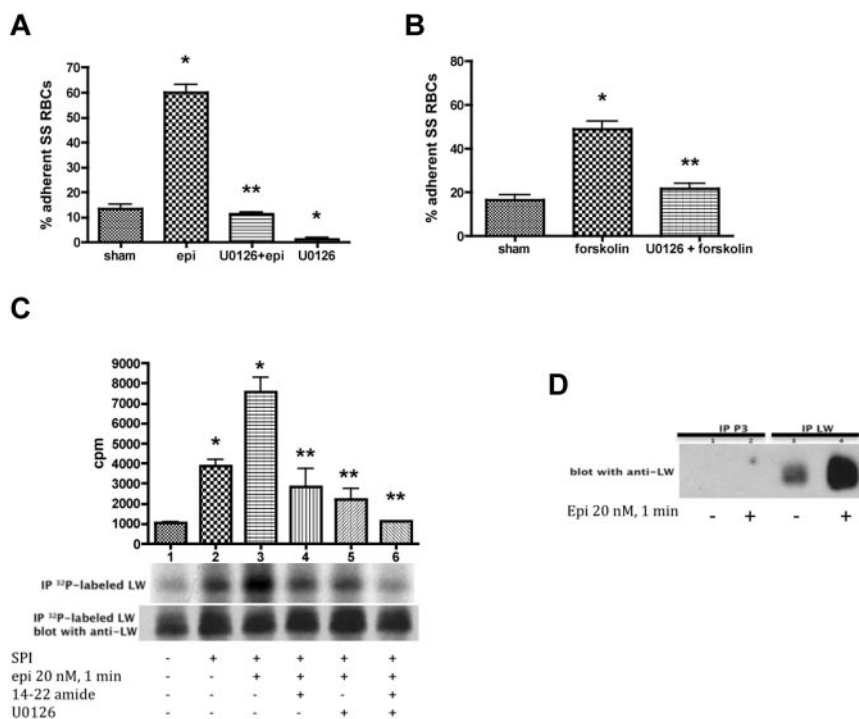 A
% adherent SS RBCs
70
60
50
40
30
20
10
0
*
**
*
sham epi U0126+epi U0126
B
% adherent SS RBCs
80
60
40
20
0
*
**
sham forskolin U0126 + forskolin
C
cpm
9000
8000
7000
6000
5000
4000
3000
2000
1000
0
*
*
**
**
**
1 2 3 4 5 6
IP ³²P-labeled LW
IP ³²P-labeled LW
blot with anti-LW
SPI - + + + + +
epi 20 nM, 1 min - - + + + +
14-22 amide - - - + - +
U0126 - - - - + +
D
IP P3 IP LW
1 2 3 4
blot with anti-LW
Epi 20 nM, 1 min - + - +